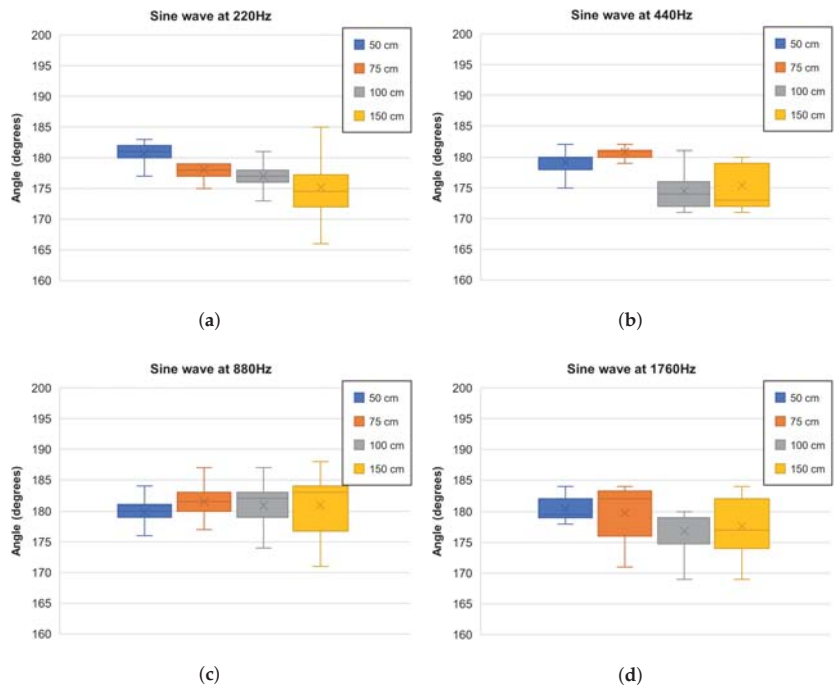 Sine wave at 220Hz
200
195
190
185
180
175
170
165
160
Angle (degrees)
50 cm
75 cm
100 cm
150 cm
(a)
Sine wave at 440Hz
200
195
190
185
180
175
170
165
160
Angle (degrees)
50 cm
75 cm
100 cm
150 cm
(b)
Sine wave at 880Hz
200
195
190
185
180
175
170
165
160
Angle (degrees)
50 cm
75 cm
100 cm
150 cm
(c)
Sine wave at 1760Hz
200
195
190
185
180
175
170
165
160
Angle (degrees)
50 cm
75 cm
100 cm
150 cm
(d)